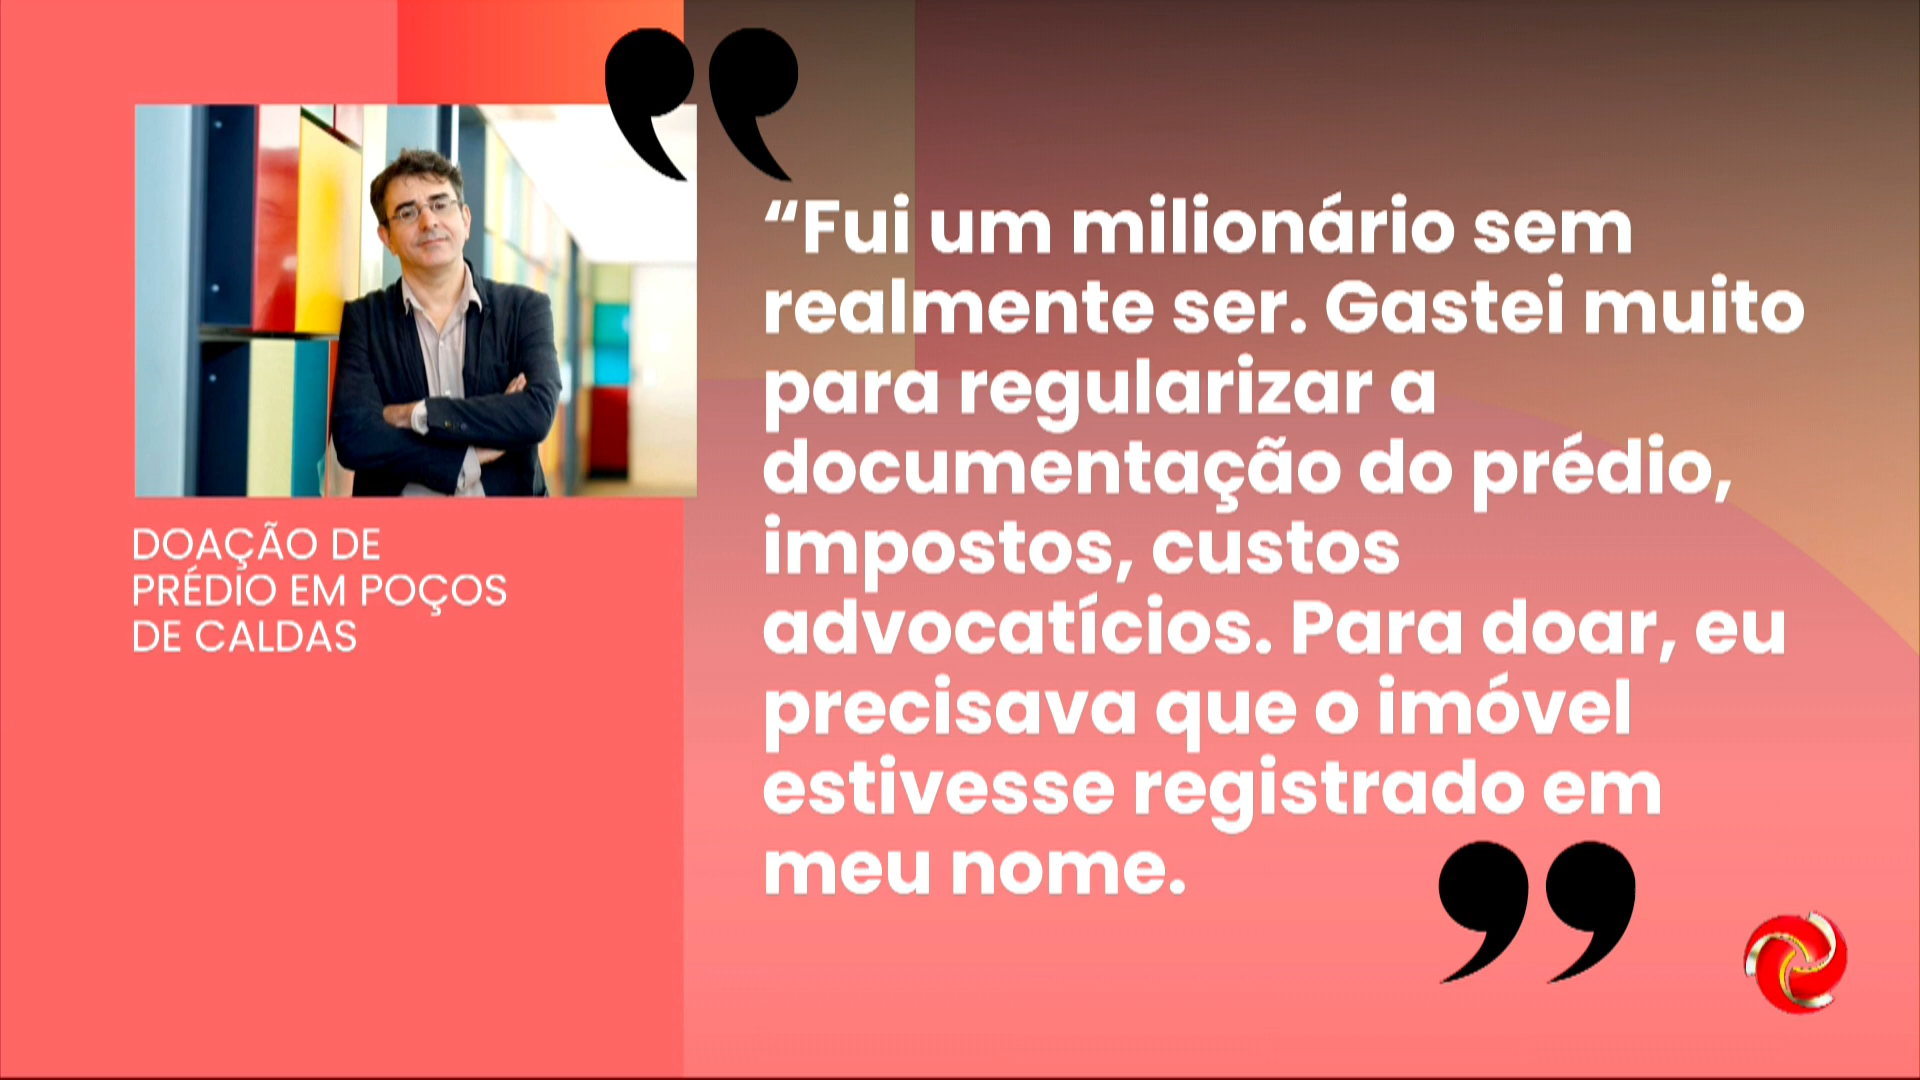 DOAÇÃO DE
PRÉDIO EM POÇOS
DE CALDAS
“Fui um milionário sem
realmente ser. Gastei muito
para regularizar a
documentação do prédio,
impostos, custos
advocatícios. Para doar, eu
precisava que o imóvel
estivesse registrado em
meu nome.